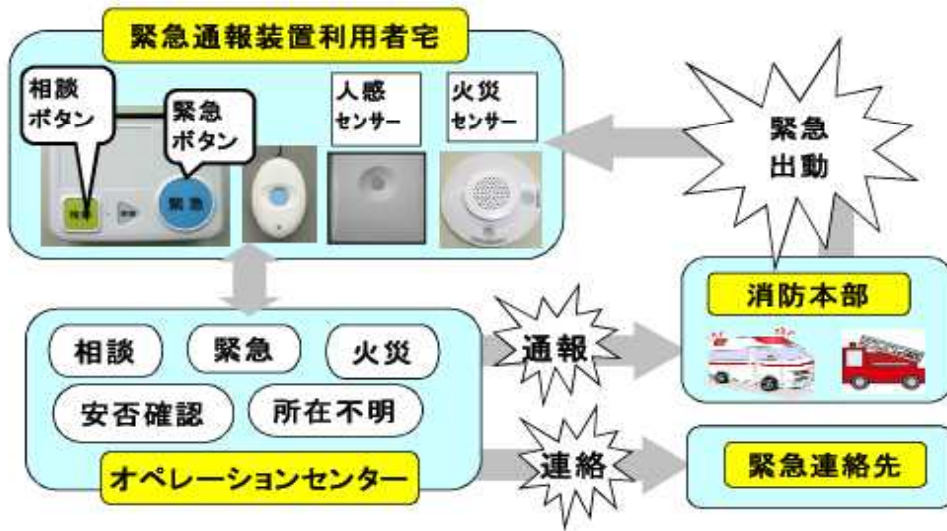 緊急通報装置利用者宅
相談
ボタン
緊急
ボタン
人感
センサー
火災
センサー
緊急
緊急
出動
消防本部
相談
緊急
火災
通報
安否確認
所在不明
オペレーションセンター
連絡
緊急連絡先